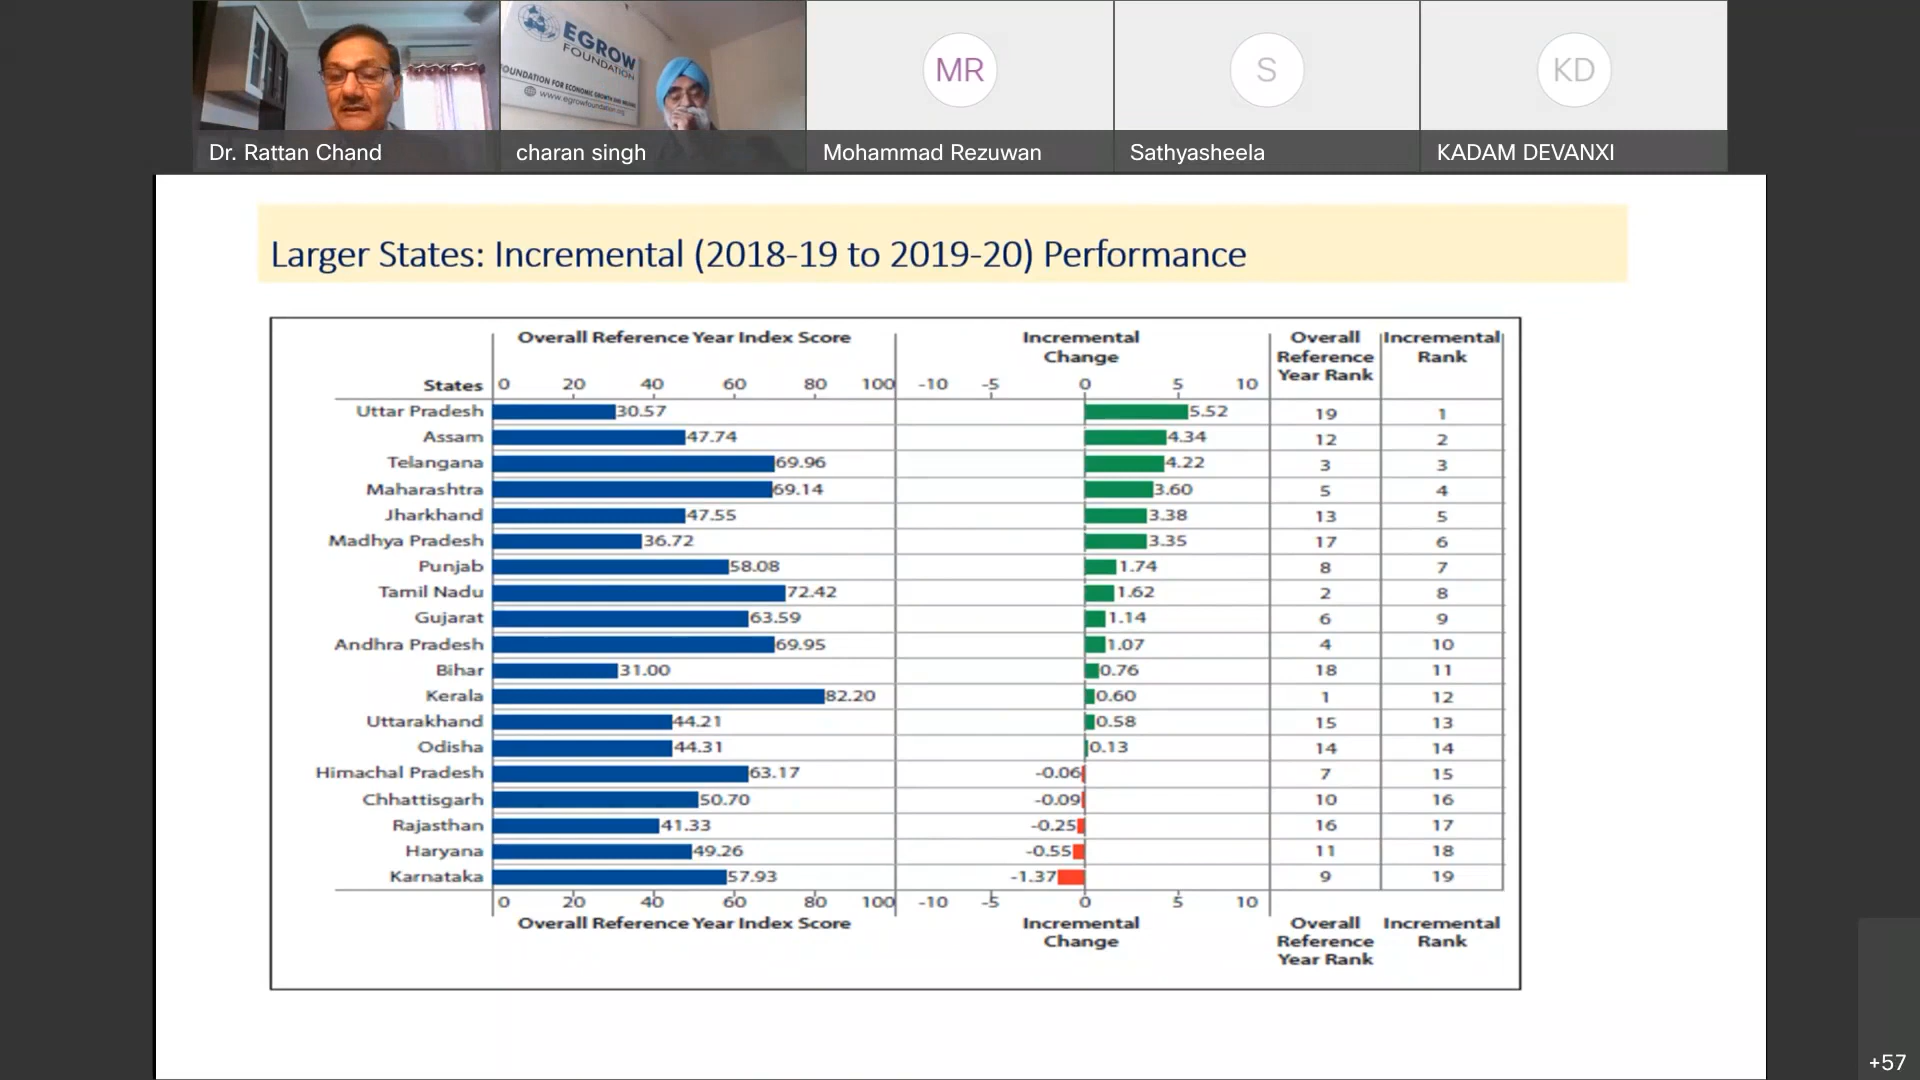 EGROW
FOUNDATION
FOUNDATION FOR ECONOMIC GROWTH AND WELFARE
www.egrowfoundation.org
MR
S
KD
Dr. Rattan Chand
charan singh
Mohammad Rezuwan
Sathyasheela
KADAM DEVANXI
Larger States: Incremental (2018-19 to 2019-20) Performance
Overall Reference Year Index Score
Incremental
Change
Overall
Reference
Year Rank
Incremental
Rank
States 0 20 40 60 80 100 -10 -5 0 5 10
Uttar Pradesh 30.57 5.52 19 1
Assam 47.74 4.34 12 2
Telangana 69.96 4.22 3 3
Maharashtra 69.14 3.60 5 4
Jharkhand 47.55 3.38 13 5
Madhya Pradesh 36.72 3.35 17 6
Punjab 58.08 1.74 8 7
Tamil Nadu 72.42 1.62 2 8
Gujarat 63.59 1.14 6 9
Andhra Pradesh 69.95 1.07 4 10
Bihar 31.00 0.76 18 11
Kerala 82.20 0.60 1 12
Uttarakhand 44.21 0.58 15 13
Odisha 44.31 0.13 14 14
Himachal Pradesh 63.17 -0.06 7 15
Chhattisgarh 50.70 -0.09 10 16
Rajasthan 41.33 -0.25 16 17
Haryana 49.26 -0.55 11 18
Karnataka 57.93 -1.37 9 19
0 20 40 60 80 100 -10 -5 0 5 10
Overall Reference Year Index Score
Incremental
Change
Overall
Reference
Year Rank
Incremental
Rank
+57